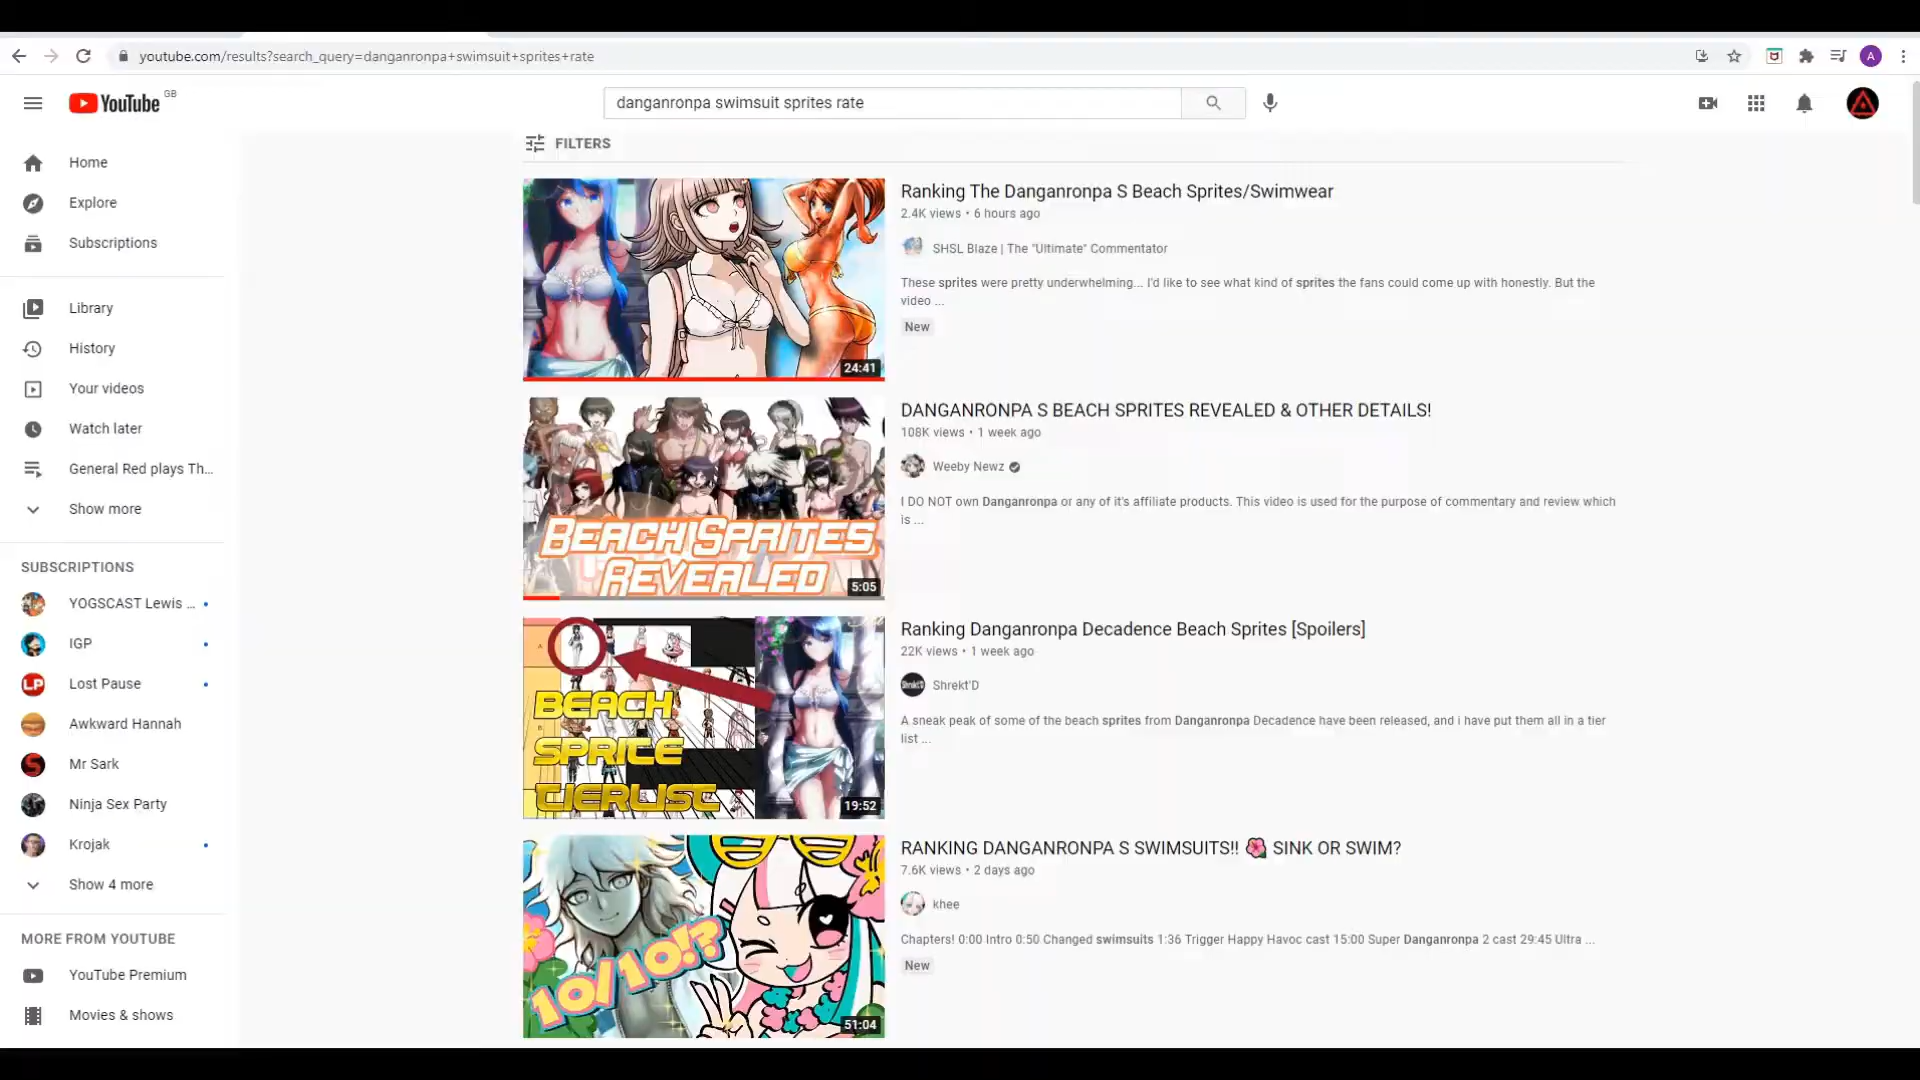 youtube.com/results?search_query=danganronpa+swimsuit+sprites+rate
YouTube GB
danganronpa swimsuit sprites rate
Home
Explore
Subscriptions
Library
History
Your videos
Watch later
General Red plays Th...
Show more
SUBSCRIPTIONS
YOGSCAST Lewis ...
IGP
LP
Lost Pause
Awkward Hannah
Mr Sark
Ninja Sex Party
Krojak
Show 4 more
MORE FROM YOUTUBE
YouTube Premium
Movies & shows
FILTERS
24:41
Ranking The Danganronpa S Beach Sprites/Swimwear
2.4K views • 6 hours ago
SHSL Blaze | The "Ultimate" Commentator
These sprites were pretty underwhelming... I'd like to see what kind of sprites the fans could come up with honestly. But the
video ...
New
BEACH SPRITES
REVEALED
5:05
DANGANRONPA S BEACH SPRITES REVEALED & OTHER DETAILS!
108K views • 1 week ago
Weeby Newz
I DO NOT own Danganronpa or any of it's affiliate products. This video is used for the purpose of commentary and review which
is ...
BEACH
SPRITE
TIERLIST
19:52
Ranking Danganronpa Decadence Beach Sprites [Spoilers]
22K views • 1 week ago
Shrekt'D
A sneak peak of some of the beach sprites from Danganronpa Decadence have been released, and i have put them all in a tier
list ...
10/10!?
51:04
RANKING DANGANRONPA S SWIMSUITS!! 🌺 SINK OR SWIM?
7.6K views • 2 days ago
khee
Chapters! 0:00 Intro 0:50 Changed swimsuits 1:36 Trigger Happy Havoc cast 15:00 Super Danganronpa 2 cast 29:45 Ultra ...
New
A